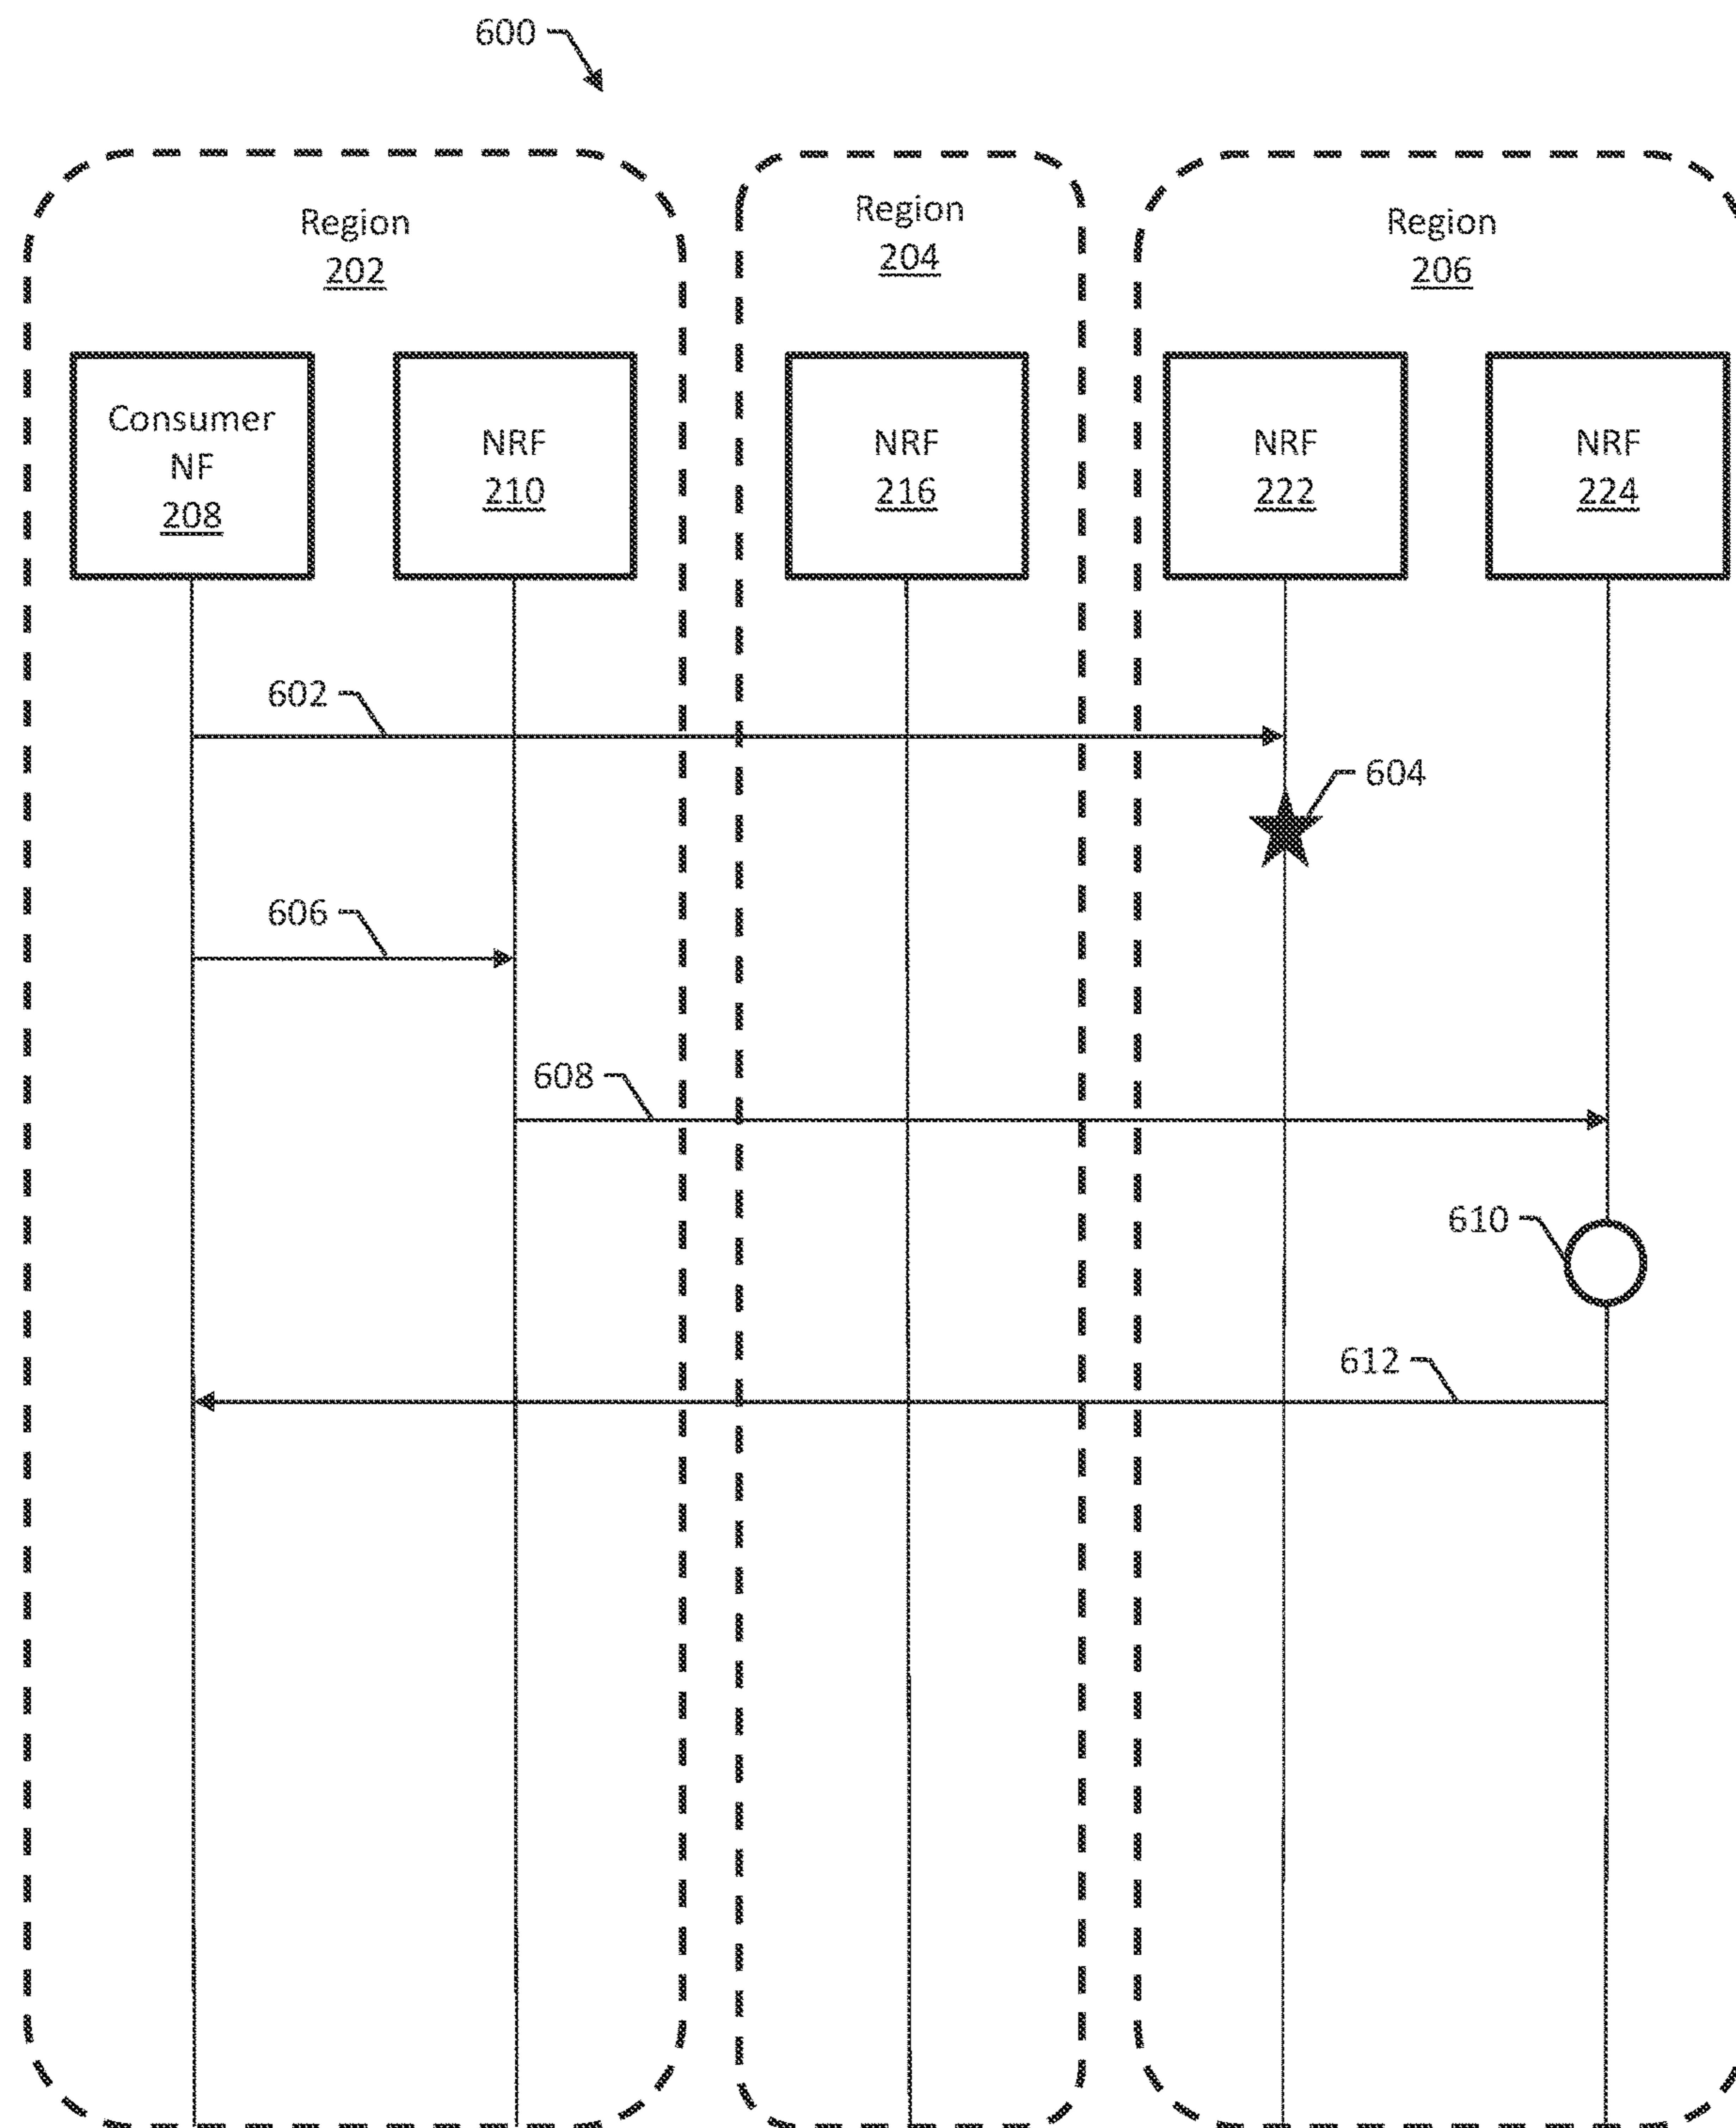 600
Region
202
Region
204
Region
206
Consumer
NF
208
NRF
210
NRF
216
NRF
222
NRF
224
602
604
606
608
610
612